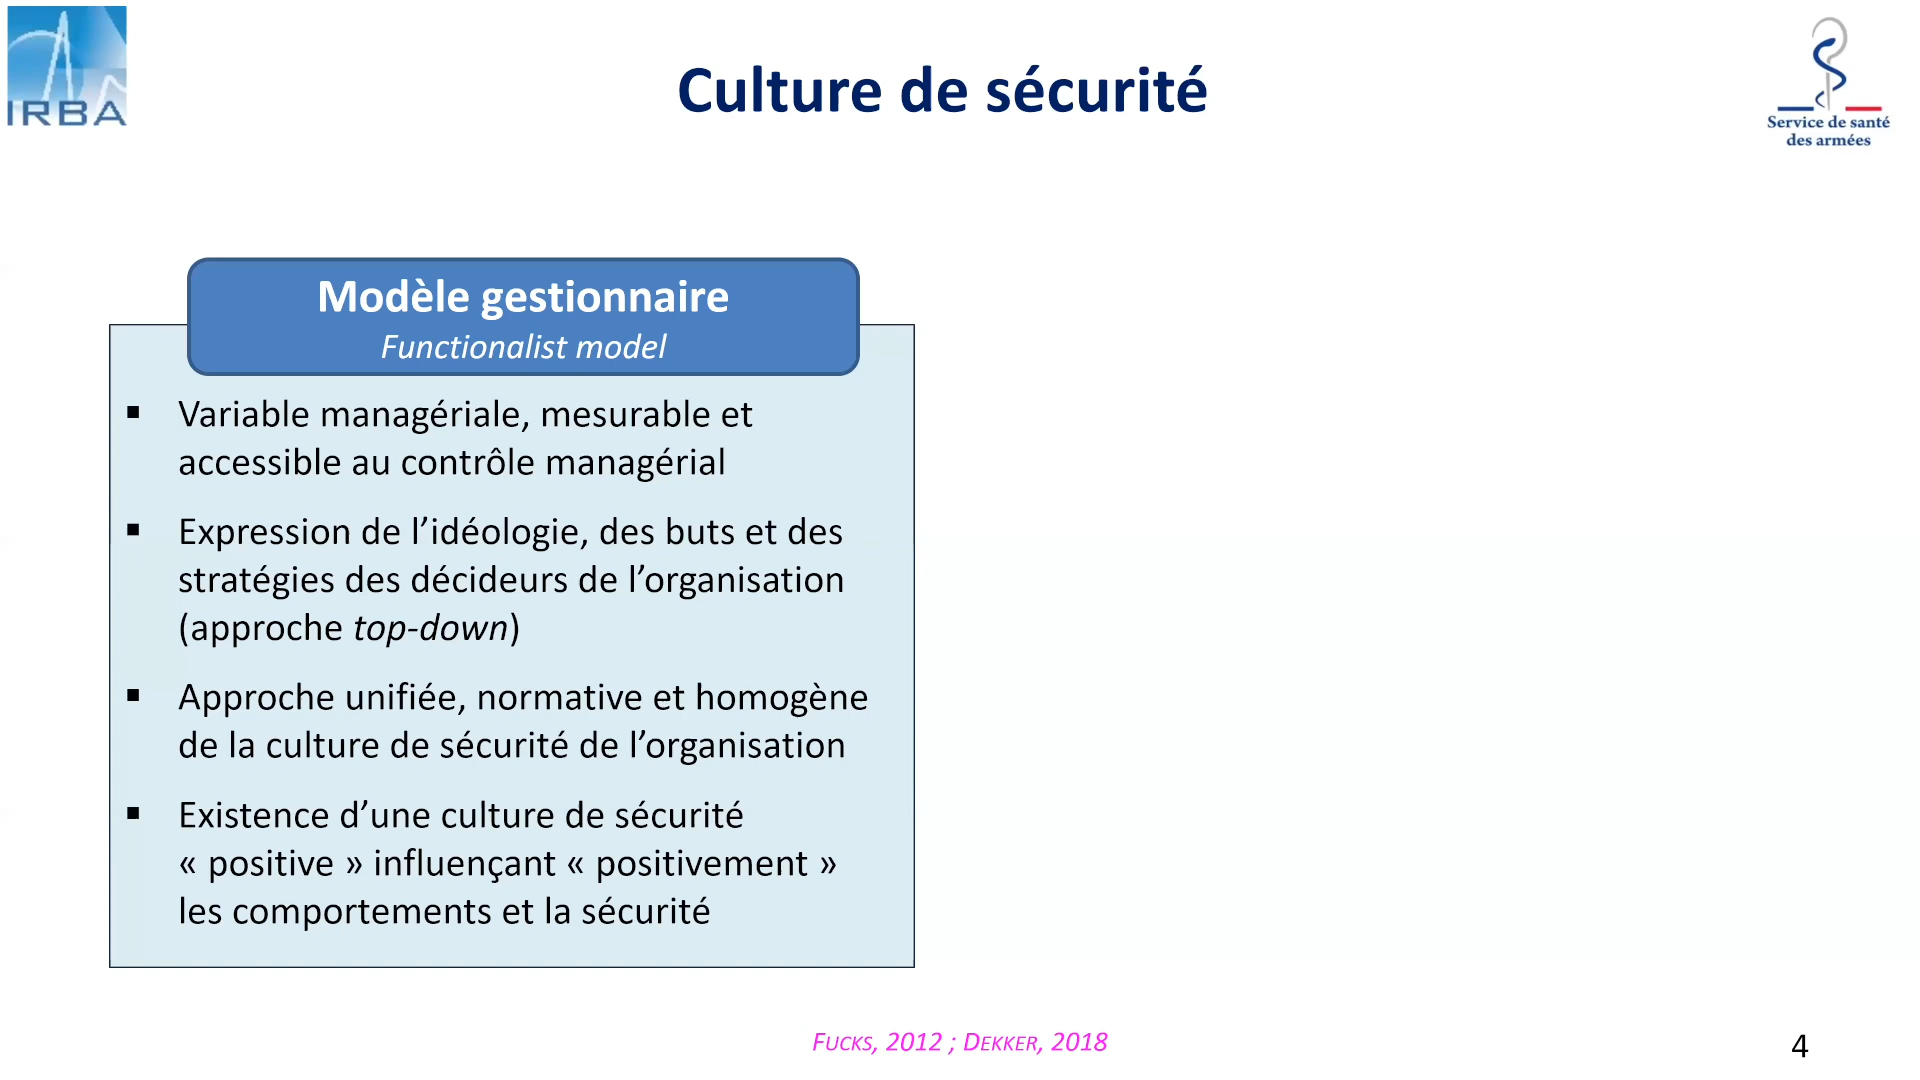 IRBA
Culture de sécurité
Service de santé
des armées
Modèle gestionnaire
Functionalist model
▪ Variable managériale, mesurable et
accessible au contrôle managérial
▪ Expression de l’idéologie, des buts et des
stratégies des décideurs de l’organisation
(approche top-down)
▪ Approche unifiée, normative et homogène
de la culture de sécurité de l’organisation
▪ Existence d’une culture de sécurité
« positive » influençant « positivement »
les comportements et la sécurité
FUCKS, 2012 ; DEKKER, 2018
4